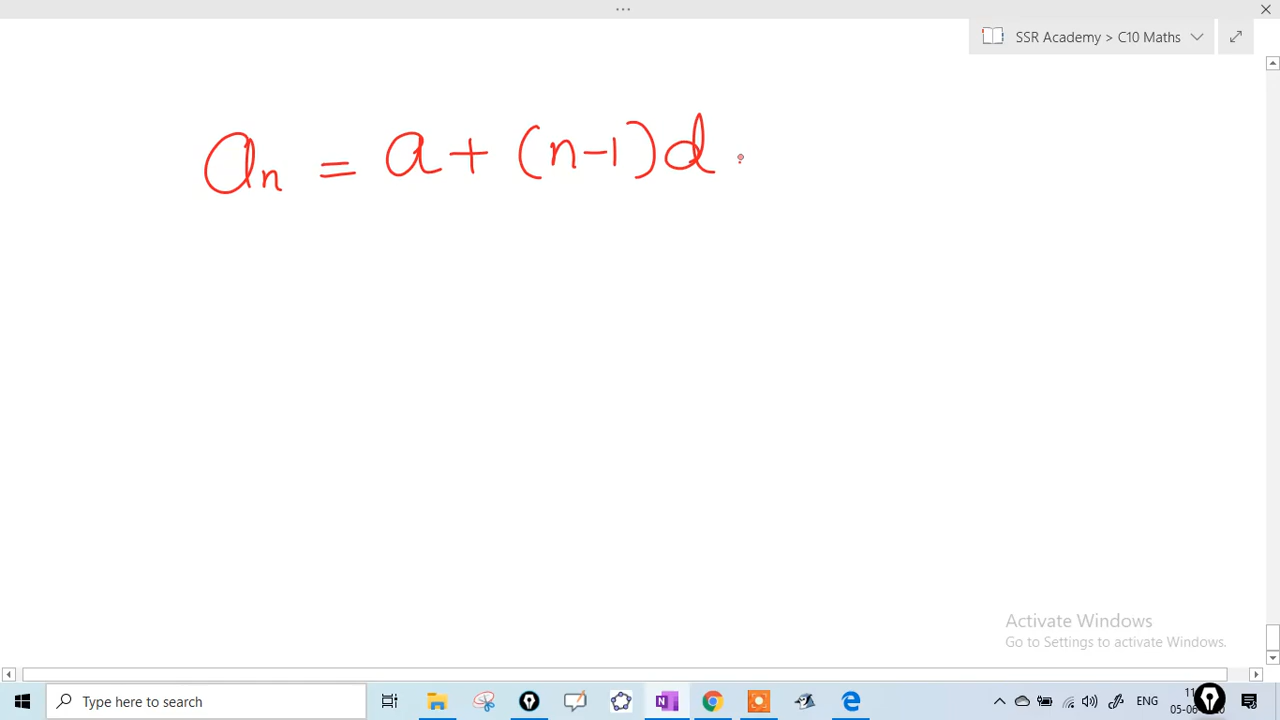 SSR Academy > C10 Maths
aₙ = a + (n-1)d
Activate Windows
Go to Settings to activate Windows.
Type here to search
ENG